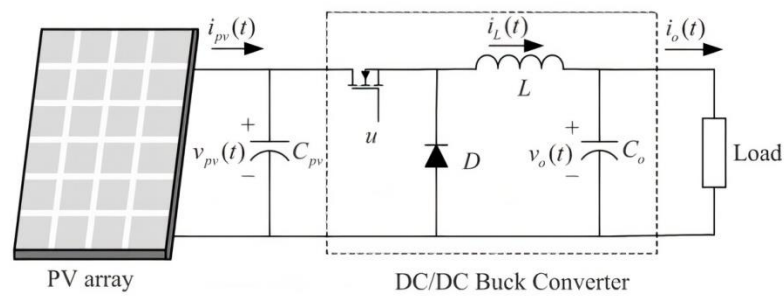 i_pv(t)
i_L(t)
i_o(t)
L
+
v_pv(t)
−
C_pv
u
D
+
v_o(t)
−
C_o
Load
PV array
DC/DC Buck Converter